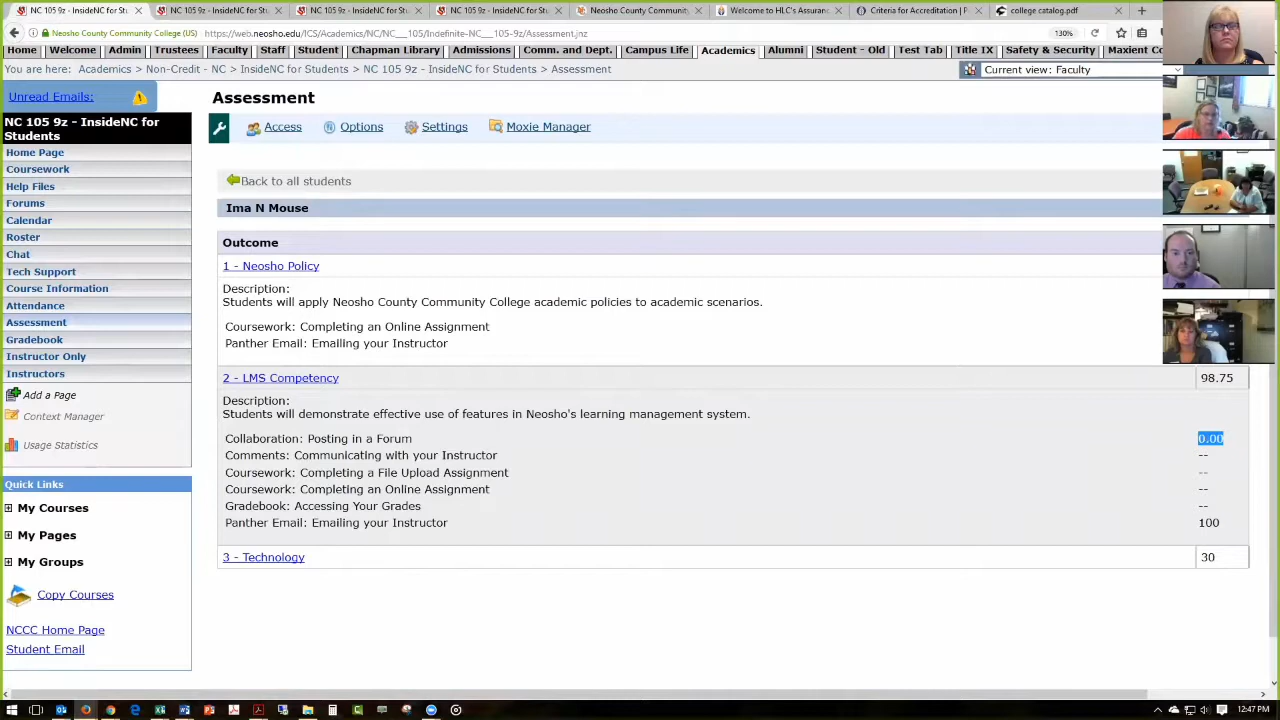 NC 105 9z - InsideNC for St
NC 105 9z - InsideNC for Stude
NC 105 9z - InsideNC for Stude
NC 105 9z - InsideNC for Stude
Neosho County Community C
Welcome to HLC's Assuranc
Criteria for Accreditation | P
college catalog.pdf
Neosho County Community College (US)
https://web.neosho.edu/ICS/Academics/NC/NC___105/Indefinite-NC___105-9z/Assessment.jnz
130%
Home Welcome Admin Trustees Faculty Staff Student Chapman Library Admissions Comm. and Dept. Campus Life Academics Alumni Student - Old Test Tab Title IX Safety & Security Maxient Co
You are here: Academics > Non-Credit - NC > InsideNC for Students > NC 105 9z - InsideNC for Students > Assessment
Current view: Faculty
Unread Emails:
Assessment
NC 105 9z - InsideNC for
Students
Access Options Settings Moxie Manager
Home Page
Coursework
Help Files
Forums
Calendar
Roster
Chat
Tech Support
Course Information
Attendance
Assessment
Gradebook
Instructor Only
Instructors
Add a Page
Context Manager
Usage Statistics
Quick Links
My Courses
My Pages
My Groups
Copy Courses
NCCC Home Page
Student Email
Back to all students
Ima N Mouse
Outcome
1 - Neosho Policy
Description:
Students will apply Neosho County Community College academic policies to academic scenarios.
Coursework: Completing an Online Assignment
Panther Email: Emailing your Instructor
2 - LMS Competency 98.75
Description:
Students will demonstrate effective use of features in Neosho's learning management system.
Collaboration: Posting in a Forum 0.00
Comments: Communicating with your Instructor --
Coursework: Completing a File Upload Assignment --
Coursework: Completing an Online Assignment --
Gradebook: Accessing Your Grades --
Panther Email: Emailing your Instructor 100
3 - Technology 30
12:47 PM